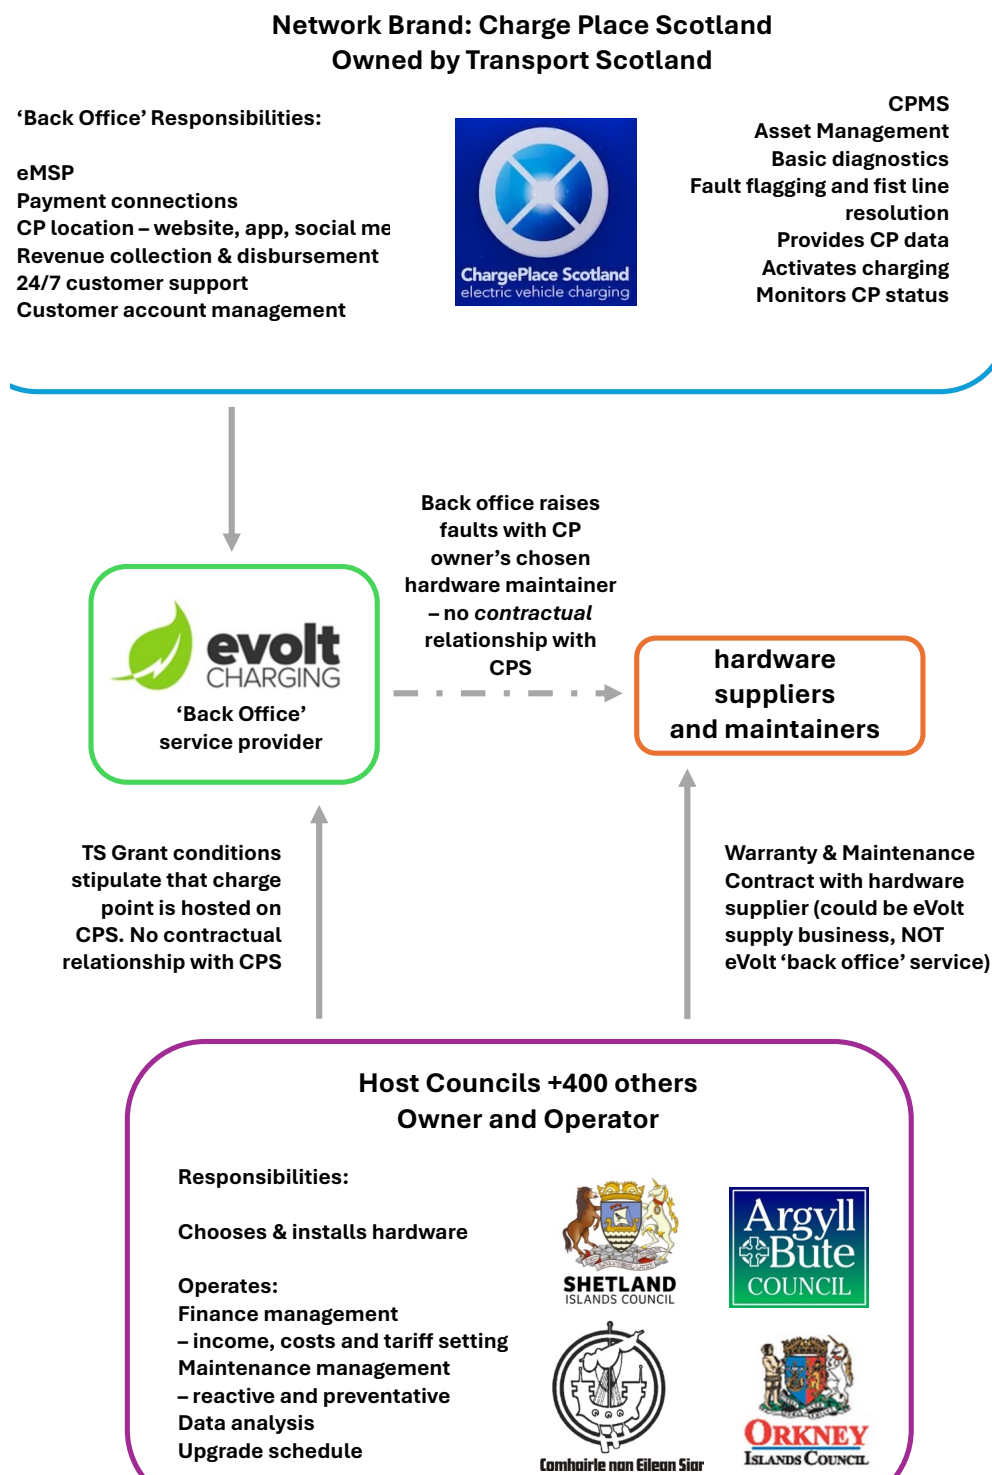 Network Brand: Charge Place Scotland
Owned by Transport Scotland
‘Back Office’ Responsibilities:
eMSP
Payment connections
CP location – website, app, social me
Revenue collection & disbursement
24/7 customer support
Customer account management
ChargePlace Scotland
electric vehicle charging
CPMS
Asset Management
Basic diagnostics
Fault flagging and fist line
resolution
Provides CP data
Activates charging
Monitors CP status
Back office raises
faults with CP
owner’s chosen
hardware maintainer
– no contractual
relationship with
CPS
evolt
CHARGING
‘Back Office’
service provider
hardware
suppliers
and maintainers
TS Grant conditions
stipulate that charge
point is hosted on
CPS. No contractual
relationship with CPS
Warranty & Maintenance
Contract with hardware
supplier (could be eVolt
supply business, NOT
eVolt ‘back office’ service)
Host Councils +400 others
Owner and Operator
Responsibilities:
Chooses & installs hardware
Operates:
Finance management
– income, costs and tariff setting
Maintenance management
– reactive and preventative
Data analysis
Upgrade schedule
SHETLAND
ISLANDS COUNCIL
Argyll
Bute
COUNCIL
Comhairle nan Eilean Siar
ORKNEY
ISLANDS COUNCIL